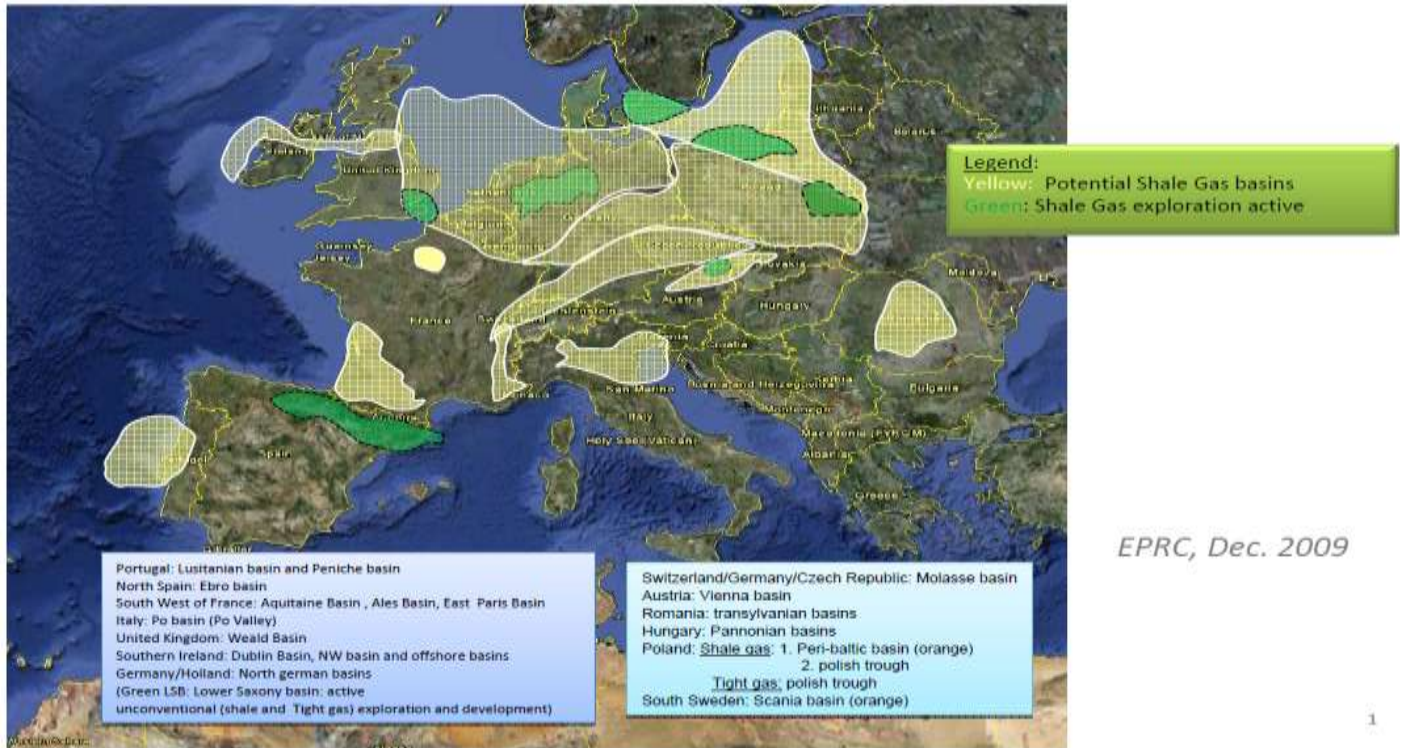 Lithuania
Belarus
Ireland
United Kingdom
Guernsey
Jersey
Slovakia
Moldova
Austria
Hungary
France
Croatia
San Marino
Bosnia and Herzegovina
Serbia
Bulgaria
Italy
Montenegro
Holy See(Vatican)
Macedonia (FYROM)
Albania
Spain
Greece
Gibraltar
Legend:
Yellow: Potential Shale Gas basins
Green: Shale Gas exploration active
EPRC, Dec. 2009
Portugal: Lusitanian basin and Peniche basin
North Spain: Ebro basin
South West of France: Aquitaine Basin , Ales Basin, East Paris Basin
Italy: Po basin (Po Valley)
United Kingdom: Weald Basin
Southern Ireland: Dublin Basin, NW basin and offshore basins
Germany/Holland: North german basins
(Green LSB: Lower Saxony basin: active
unconventional (shale and Tight gas) exploration and development)
Switzerland/Germany/Czech Republic: Molasse basin
Austria: Vienna basin
Romania: transylvanian basins
Hungary: Pannonian basins
Poland: Shale gas: 1. Peri-baltic basin (orange)
2. polish trough
Tight gas: polish trough
South Sweden: Scania basin (orange)
1